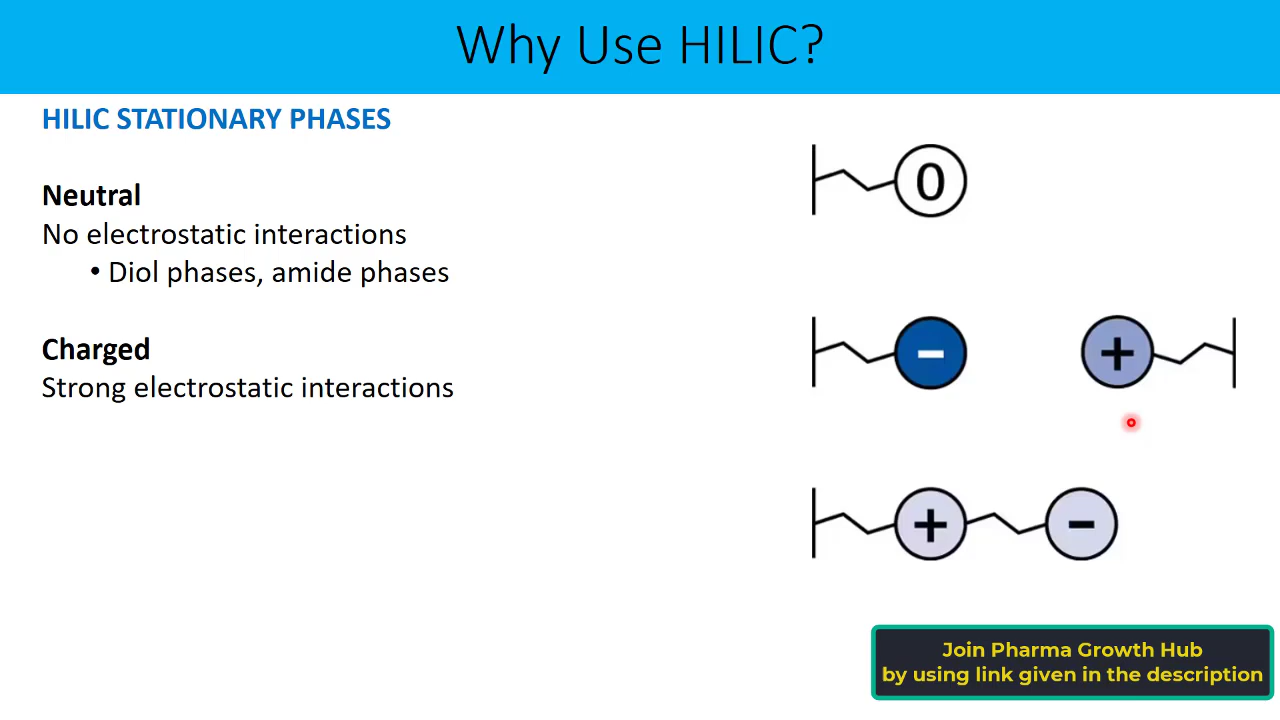 Why Use HILIC?
HILIC STATIONARY PHASES
Neutral
No electrostatic interactions
• Diol phases, amide phases
Charged
Strong electrostatic interactions
0
−
+
+
−
Join Pharma Growth Hub
by using link given in the description